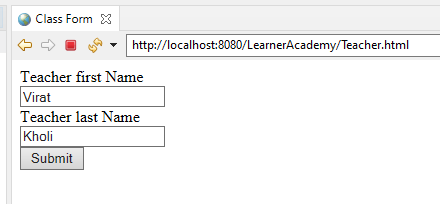 Class Form
http://localhost:8080/LearnerAcademy/Teacher.html
Teacher first Name
Virat
Teacher last Name
Kholi
Submit